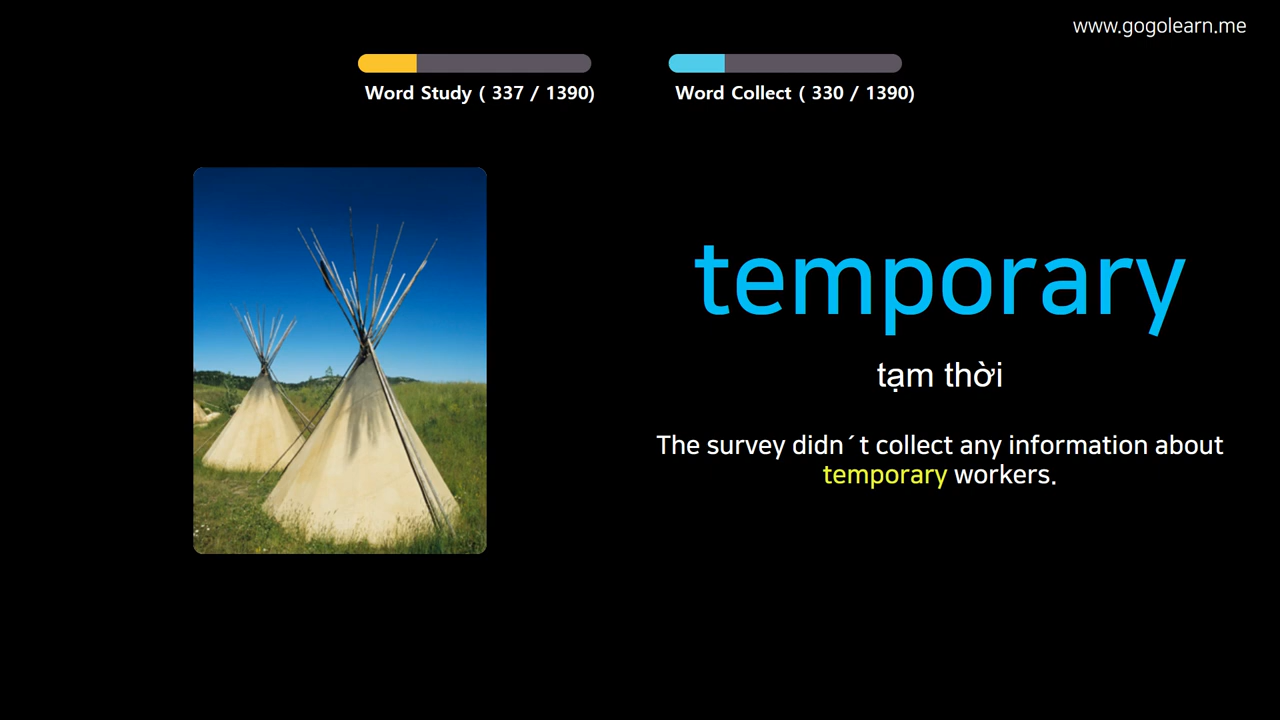 www.gogolearn.me
Word Study ( 337 / 1390)
Word Collect ( 330 / 1390)
temporary
tạm thời
The survey didn´t collect any information about
temporary workers.